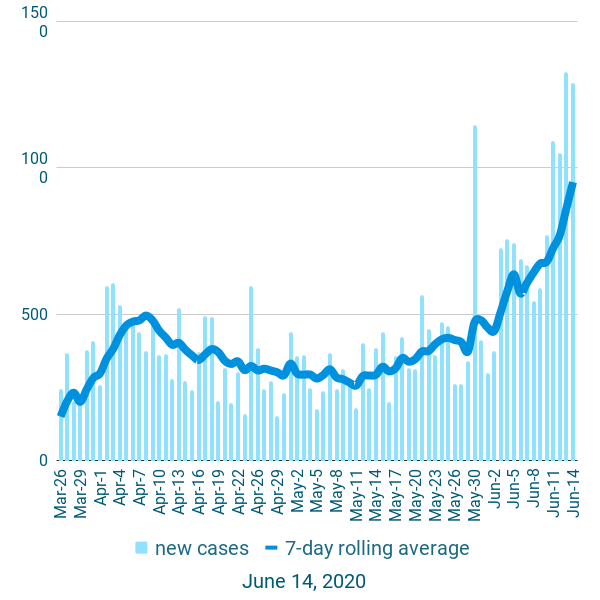 150
0
100
0
500
0
Mar-26
Mar-29
Apr-1
Apr-4
Apr-7
Apr-10
Apr-13
Apr-16
Apr-19
Apr-22
Apr-26
Apr-29
May-2
May-5
May-8
May-11
May-14
May-17
May-20
May-23
May-26
May-30
Jun-2
Jun-5
Jun-8
Jun-11
Jun-14
new cases 7-day rolling average
June 14, 2020